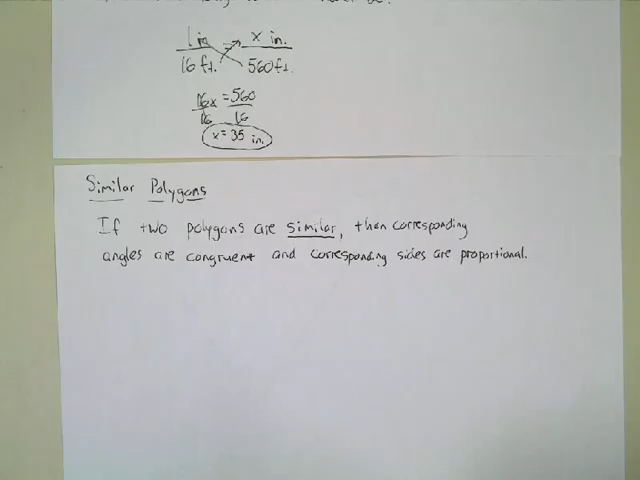 1 in x in.
16 ft. 560 ft.
16x = 560
16 16
x = 35 in.
Similar Polygons
If two polygons are similar, then corresponding
angles are congruent and corresponding sides are proportional.